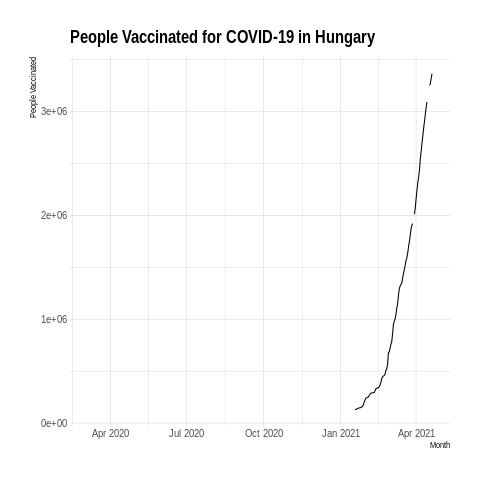 People Vaccinated for COVID-19 in Hungary
People Vaccinated
3e+06
2e+06
1e+06
0e+00
Apr 2020 Jul 2020 Oct 2020 Jan 2021 Apr 2021
Month